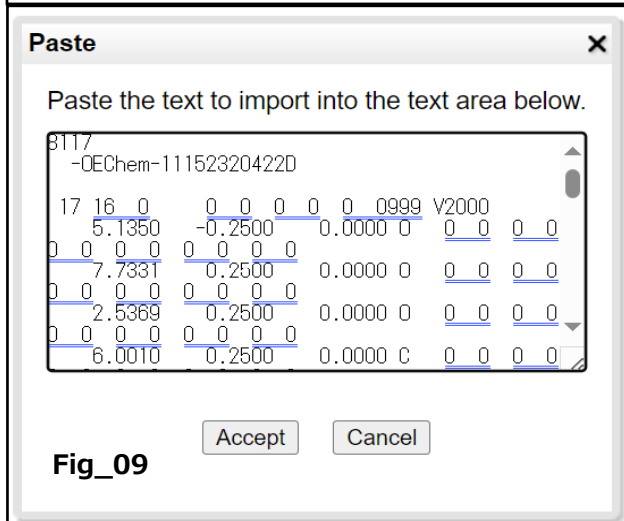 Paste
Paste the text to import into the text area below.
8117
-OEChem-11152320422D
17 16 0 0 0 0 0 0 0999 V2000
5.1350 -0.2500 0.0000 O 0 0 0 0
0 0 0 0 0 0 0 0
7.7331 0.2500 0.0000 O 0 0 0 0
0 0 0 0 0 0 0 0
2.5369 0.2500 0.0000 O 0 0 0 0
0 0 0 0 0 0 0 0
6.0010 0.2500 0.0000 C 0 0 0 0
Accept Cancel
Fig_09